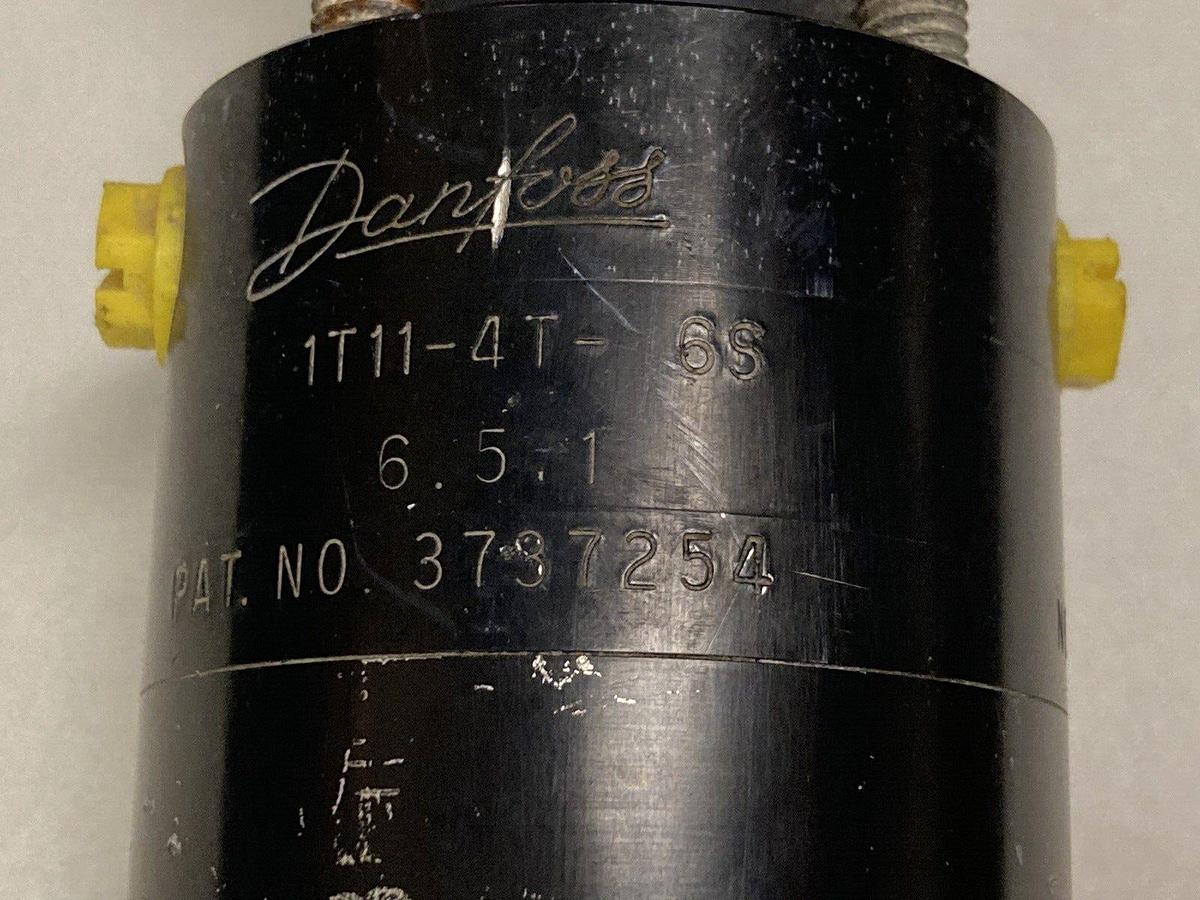 Danfoss
1T11-4T- 6S
6.5.1
PAT. NO. 3737254